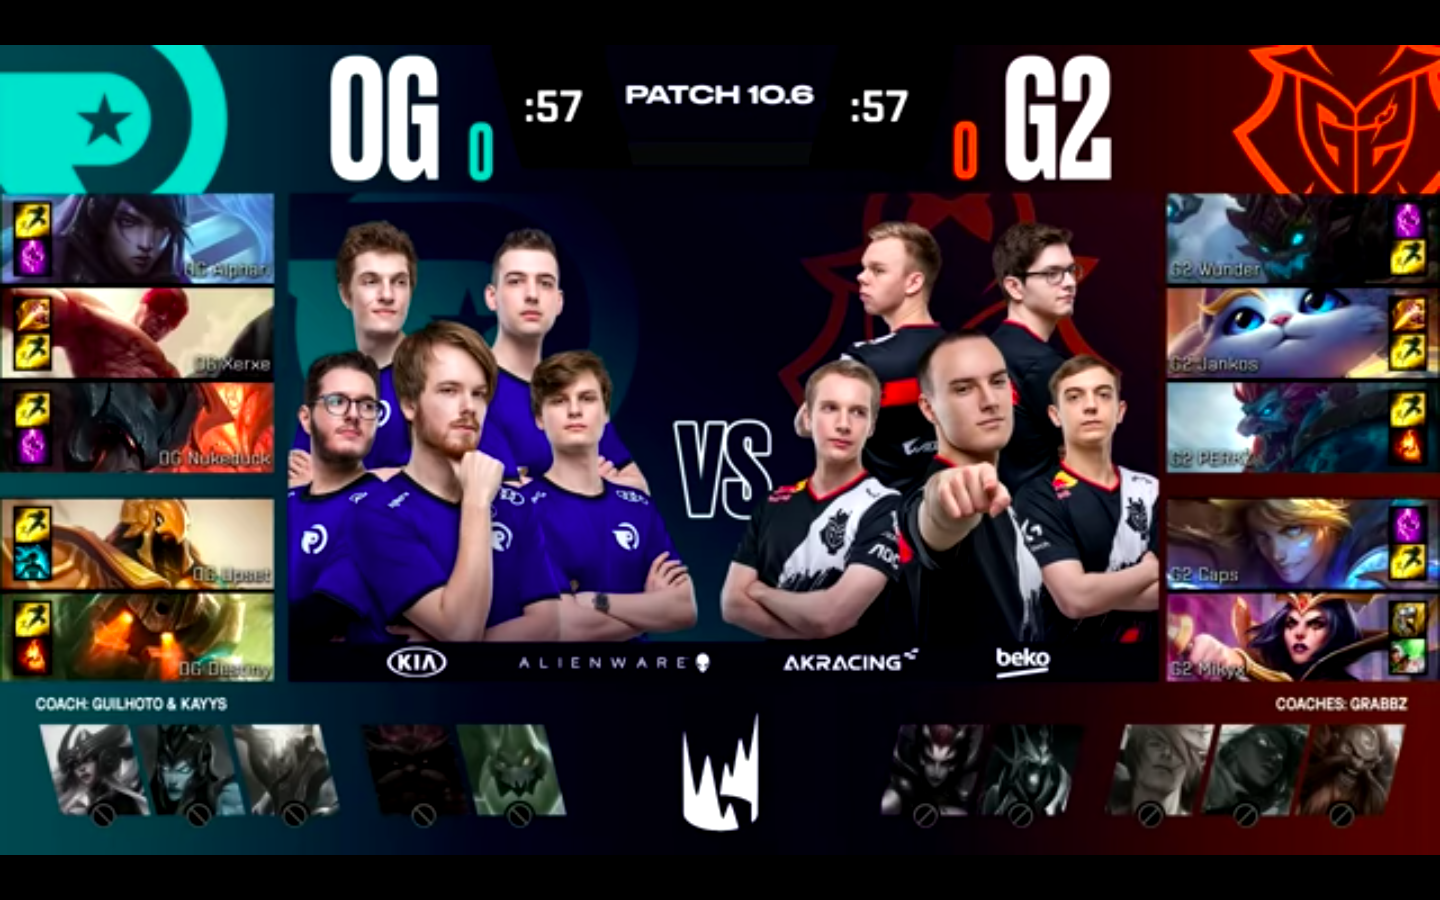 OG
0
:57
PATCH 10.6
:57
0
G2
OG Alphari
OG Xerxe
OG Nukeduck
OG Upset
OG Destiny
VS
G2 Wunder
G2 Jankos
G2 PERKZ
G2 Caps
G2 Mikyx
KIA
ALIENWARE
AKRACING
beko
COACH: GUILHOTO & KAYYS
COACHES: GRABBZ
AOC